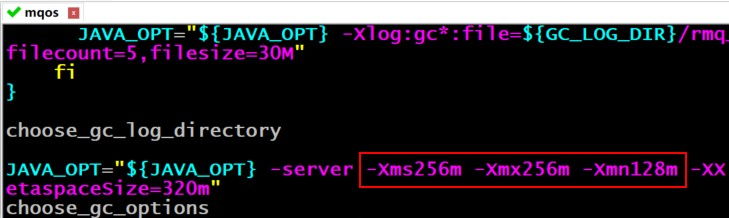 mqos
JAVA_OPT="${JAVA_OPT} -Xlog:gc*:file=${GC_LOG_DIR}/rmq_
filecount=5,filesize=30M"
fi
}
choose_gc_log_directory
JAVA_OPT="${JAVA_OPT} -server -Xms256m -Xmx256m -Xmn128m -XX
etaspaceSize=320m"
choose_gc_options